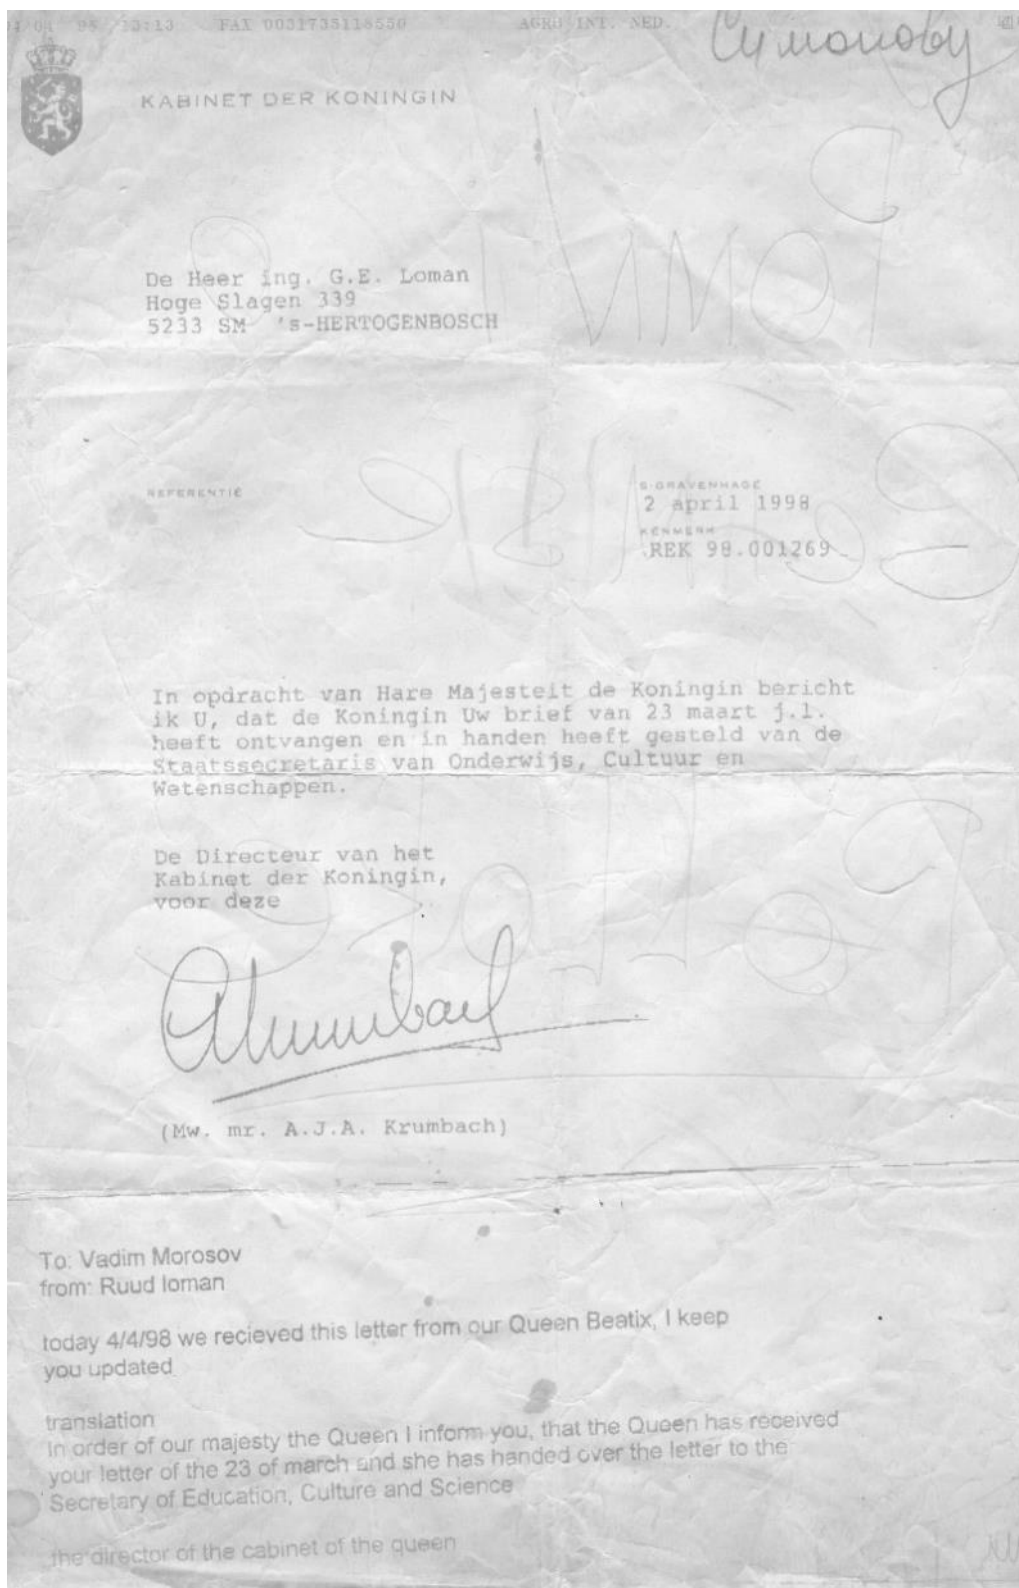 13:13 FAX 0031735118550 AGRO INT. NED.
Симонову
KABINET DER KONINGIN
De Heer ing. G.E. Loman
Hoge Slagen 339
5233 SM 's-HERTOGENBOSCH
REFERENTIE
S-GRAVENHAGE
2 april 1998
KENMERK
REK 98.001269
In opdracht van Hare Majesteit de Koningin bericht
ik U, dat de Koningin Uw brief van 23 maart j.l.
heeft ontvangen en in handen heeft gesteld van de
Staatssecretaris van Onderwijs, Cultuur en
Wetenschappen.
De Directeur van het
Kabinet der Koningin,
voor deze
(Mw. mr. A.J.A. Krumbach)
To: Vadim Morosov
from: Ruud loman
today 4/4/98 we recieved this letter from our Queen Beatix, I keep
you updated
translation
In order of our majesty the Queen I inform you, that the Queen has received
your letter of the 23 of march and she has handed over the letter to the
Secretary of Education, Culture and Science
the director of the cabinet of the queen